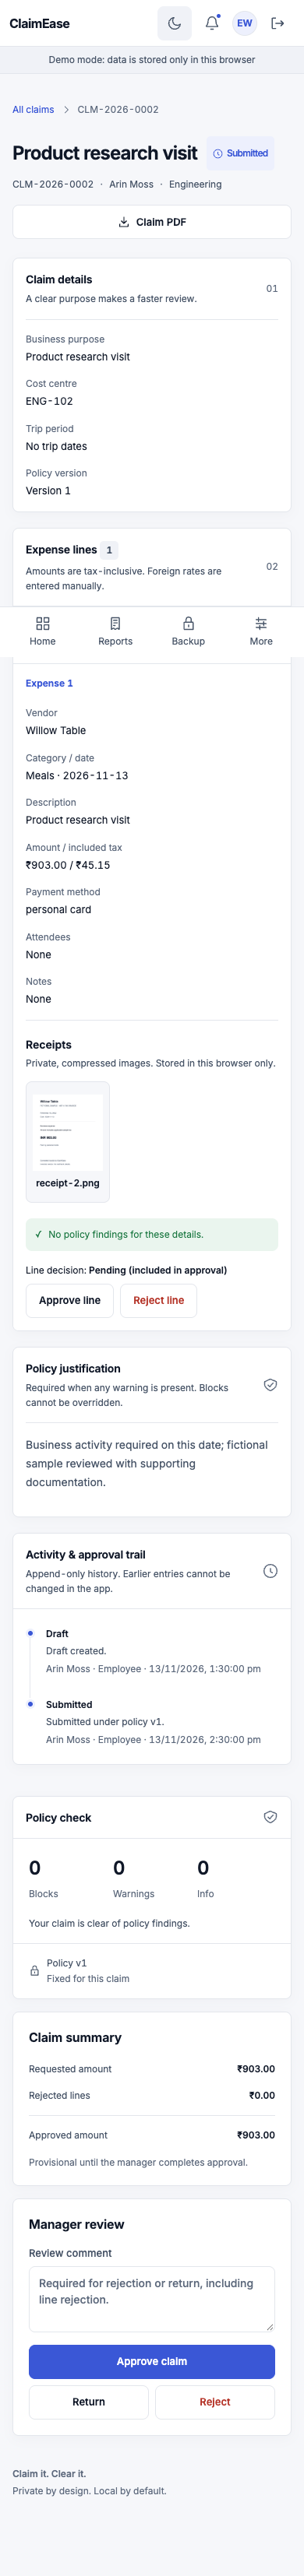 ClaimEase
EW
Demo mode: data is stored only in this browser
All claims > CLM-2026-0002
Product research visit
Submitted
CLM-2026-0002 · Arin Moss · Engineering
Claim PDF
Claim details
A clear purpose makes a faster review.
01
Business purpose
Product research visit
Cost centre
ENG-102
Trip period
No trip dates
Policy version
Version 1
Expense lines 1
Amounts are tax-inclusive. Foreign rates are
entered manually.
02
Home
Reports
Backup
More
Expense 1
Vendor
Willow Table
Category / date
Meals · 2026-11-13
Description
Product research visit
Amount / included tax
₹903.00 / ₹45.15
Payment method
personal card
Attendees
None
Notes
None
Receipts
Private, compressed images. Stored in this browser only.
Willow Table
receipt-2.png
✓ No policy findings for these details.
Line decision: Pending (included in approval)
Approve line
Reject line
Policy justification
Required when any warning is present. Blocks
cannot be overridden.
Business activity required on this date; fictional
sample reviewed with supporting
documentation.
Activity & approval trail
Append-only history. Earlier entries cannot be
changed in the app.
Draft
Draft created.
Arin Moss · Employee · 13/11/2026, 1:30:00 pm
Submitted
Submitted under policy v1.
Arin Moss · Employee · 13/11/2026, 2:30:00 pm
Policy check
0
0
0
Blocks
Warnings
Info
Your claim is clear of policy findings.
Policy v1
Fixed for this claim
Claim summary
Requested amount ₹903.00
Rejected lines ₹0.00
Approved amount ₹903.00
Provisional until the manager completes approval.
Manager review
Review comment
Required for rejection or return, including
line rejection.
Approve claim
Return
Reject
Claim it. Clear it.
Private by design. Local by default.